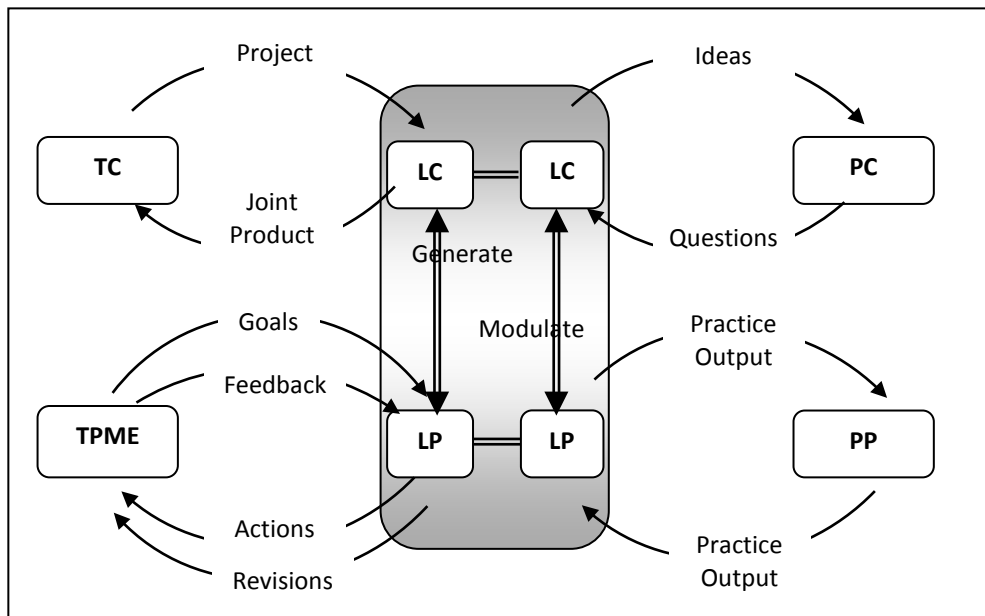 Project
Ideas
TC
LC
LC
PC
Joint
Product
Questions
Generate
Goals
Modulate
Practice
Output
Feedback
TPME
LP
LP
PP
Actions
Practice
Output
Revisions